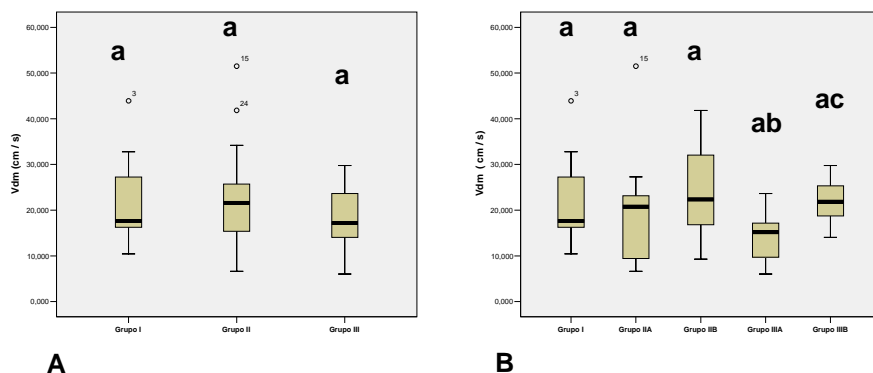 60,000
50,000
40,000
30,000
20,000
10,000
0,000
Vdm (cm / s)
a
a
a
3
15
24
Grupo I
Grupo II
Grupo III
A
60,000
50,000
40,000
30,000
20,000
10,000
0,000
Vdm ( cm / s)
a
a
a
ab
ac
3
15
Grupo I
Grupo IIA
Grupo IIB
Grupo IIIA
Grupo IIIB
B